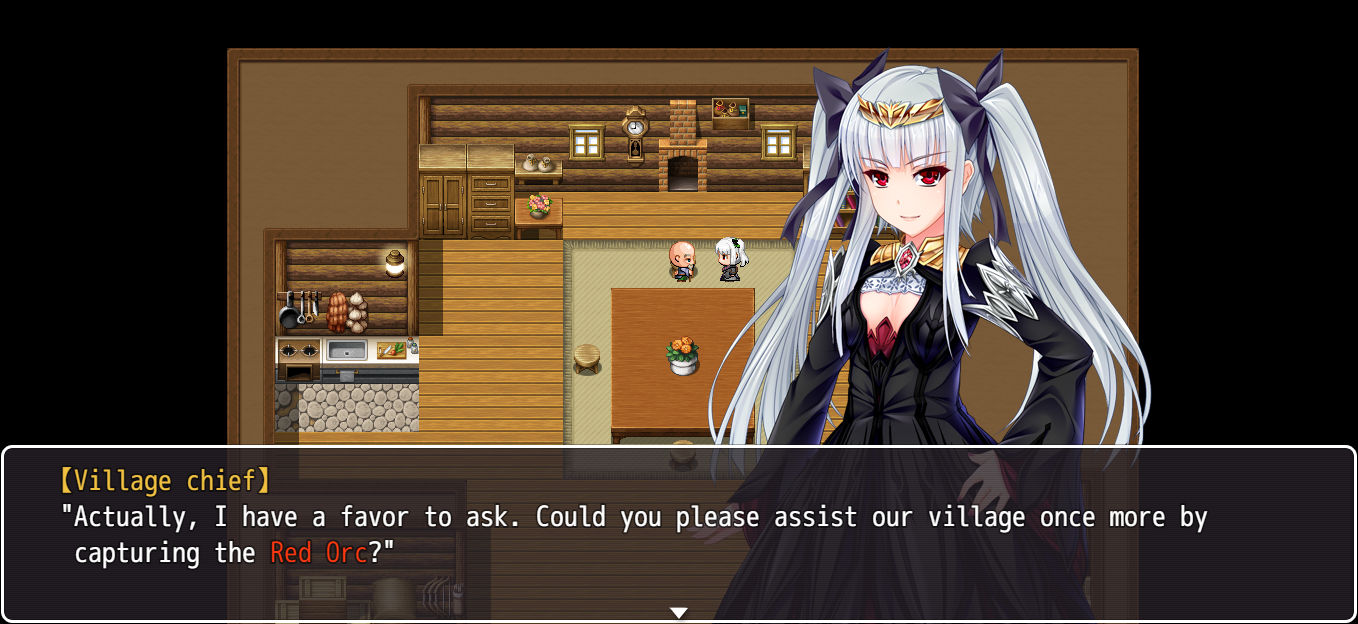 【Village chief】
"Actually, I have a favor to ask. Could you please assist our village once more by
capturing the Red Orc?"